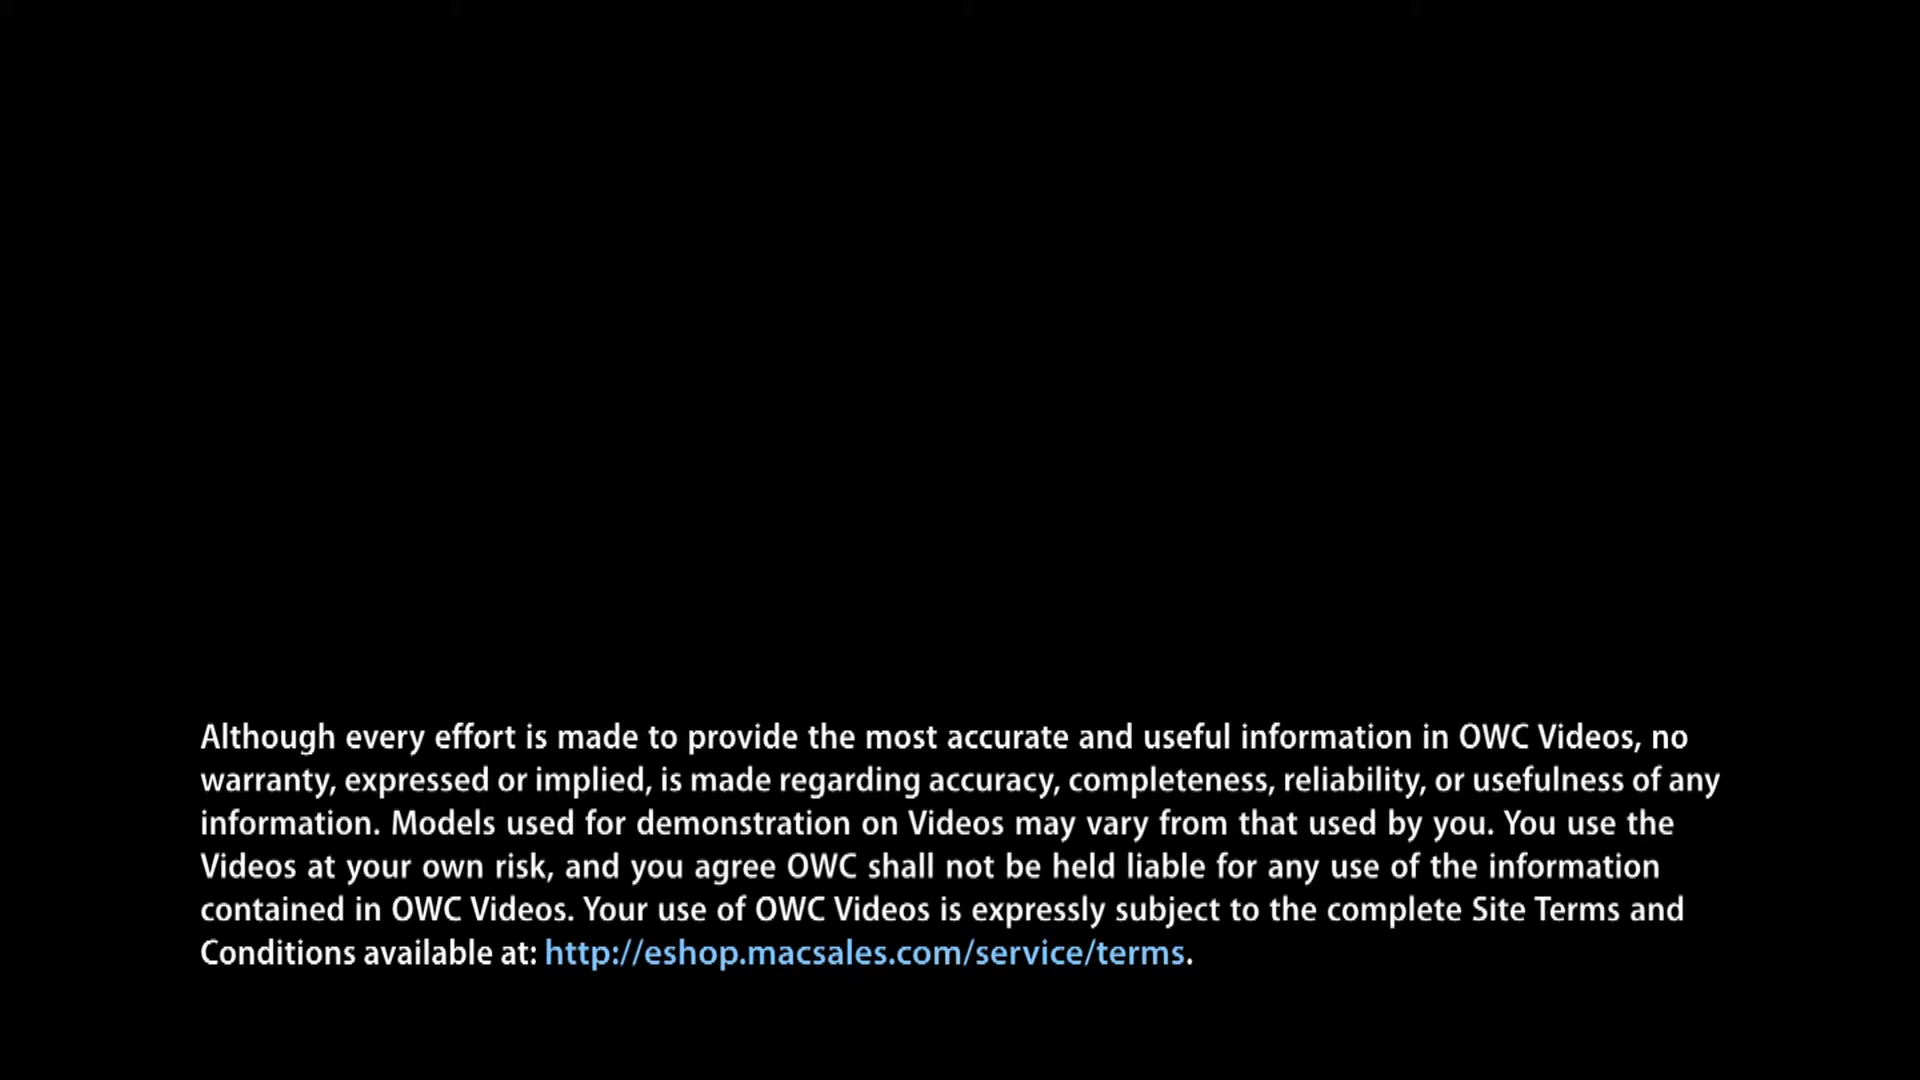 Although every effort is made to provide the most accurate and useful information in OWC Videos, no
warranty, expressed or implied, is made regarding accuracy, completeness, reliability, or usefulness of any
information. Models used for demonstration on Videos may vary from that used by you. You use the
Videos at your own risk, and you agree OWC shall not be held liable for any use of the information
contained in OWC Videos. Your use of OWC Videos is expressly subject to the complete Site Terms and
Conditions available at: http://eshop.macsales.com/service/terms.